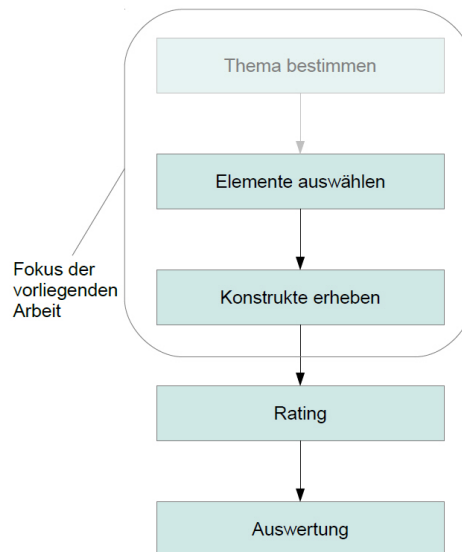 Thema bestimmen
Elemente auswählen
Fokus der
vorliegenden
Arbeit
Konstrukte erheben
Rating
Auswertung